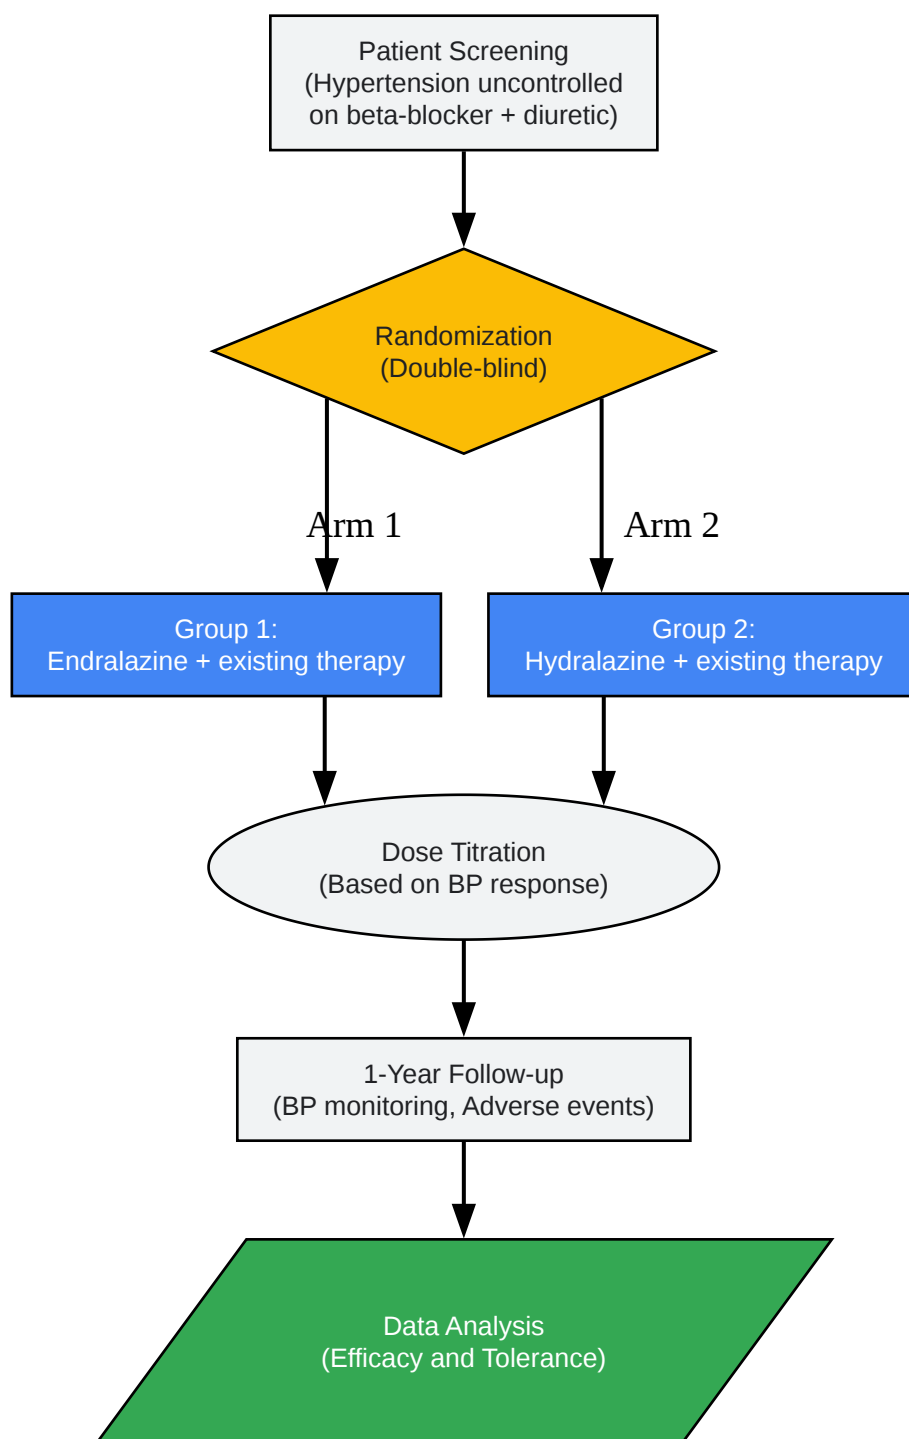 Patient Screening
(Hypertension uncontrolled
on beta-blocker + diuretic)
Randomization
(Double-blind)
Arm 1
Arm 2
Group 1:
Endralazine + existing therapy
Group 2:
Hydralazine + existing therapy
Dose Titration
(Based on BP response)
1-Year Follow-up
(BP monitoring, Adverse events)
Data Analysis
(Efficacy and Tolerance)